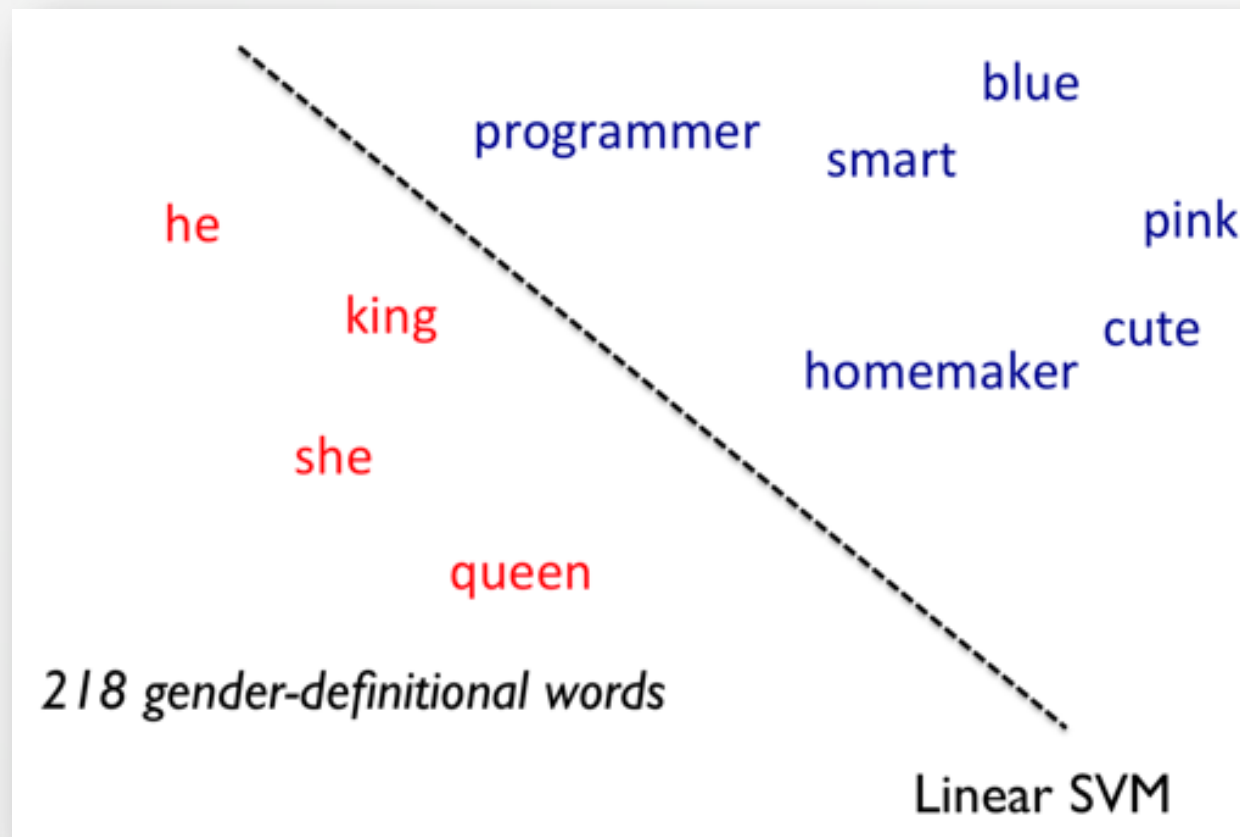 blue
programmer
smart
he
pink
king
cute
homemaker
she
queen
218 gender-definitional words
Linear SVM